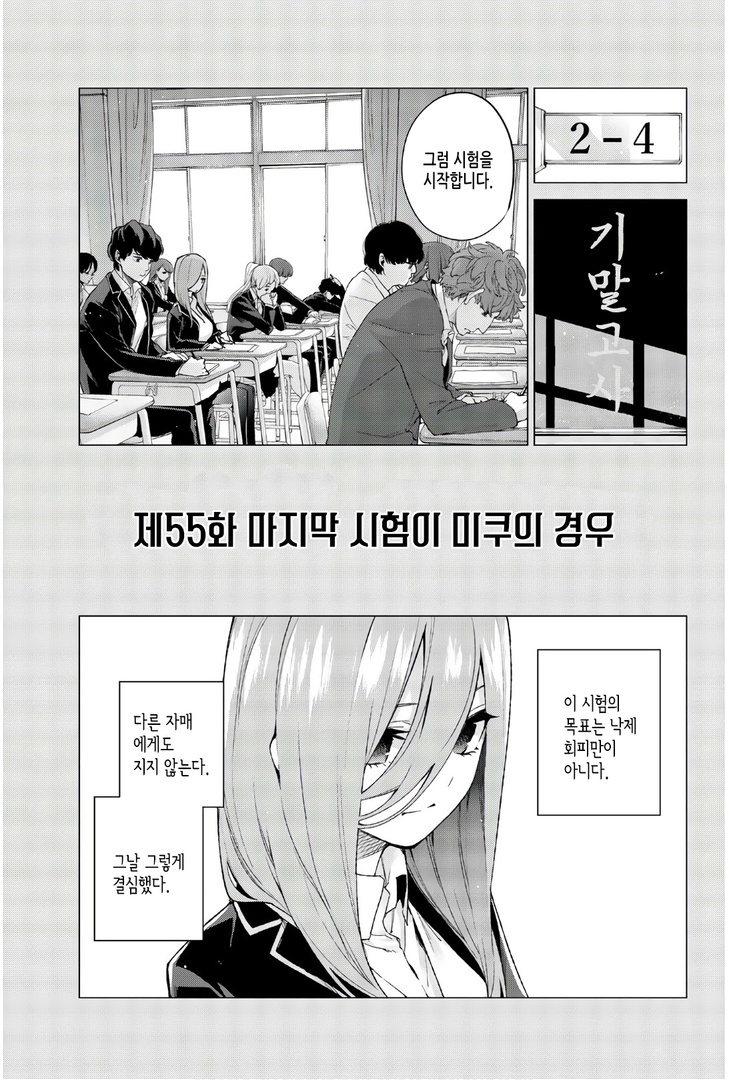 2-4
기말고사
그럼 시험을
시작합니다.
제55화 마지막 시험이 미쿠의 경우
이 시험의
목표는 낙제
회피만이
아니다.
다른 자매
에게도
지지 않는다.
그날 그렇게
결심했다.